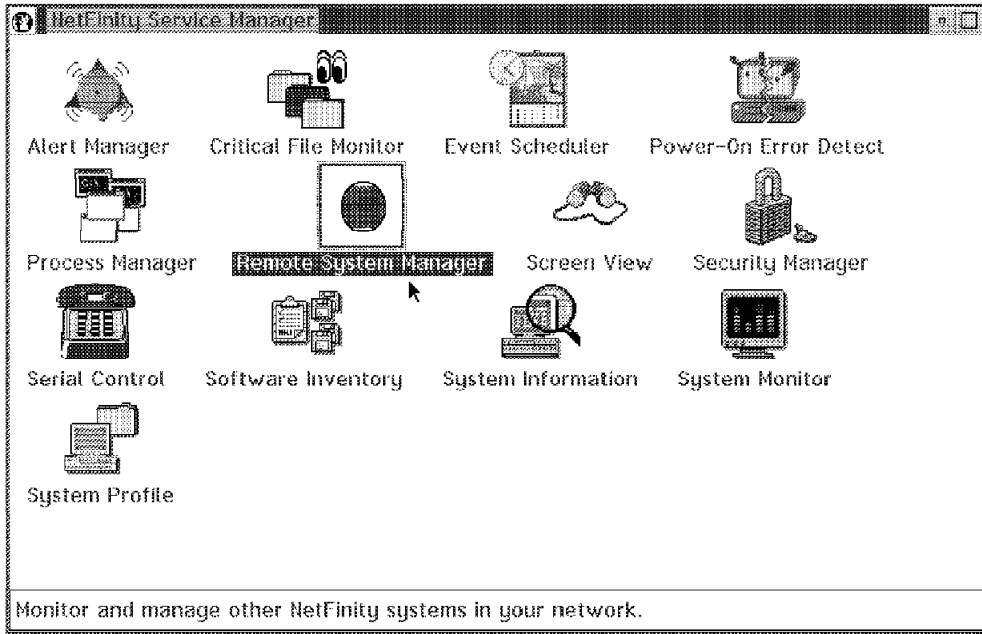 NetFinity Service Manager
Alert Manager
Critical File Monitor
Event Scheduler
Power-On Error Detect
Process Manager
Remote System Manager
Screen View
Security Manager
Serial Control
Software Inventory
System Information
System Monitor
System Profile
Monitor and manage other NetFinity systems in your network.